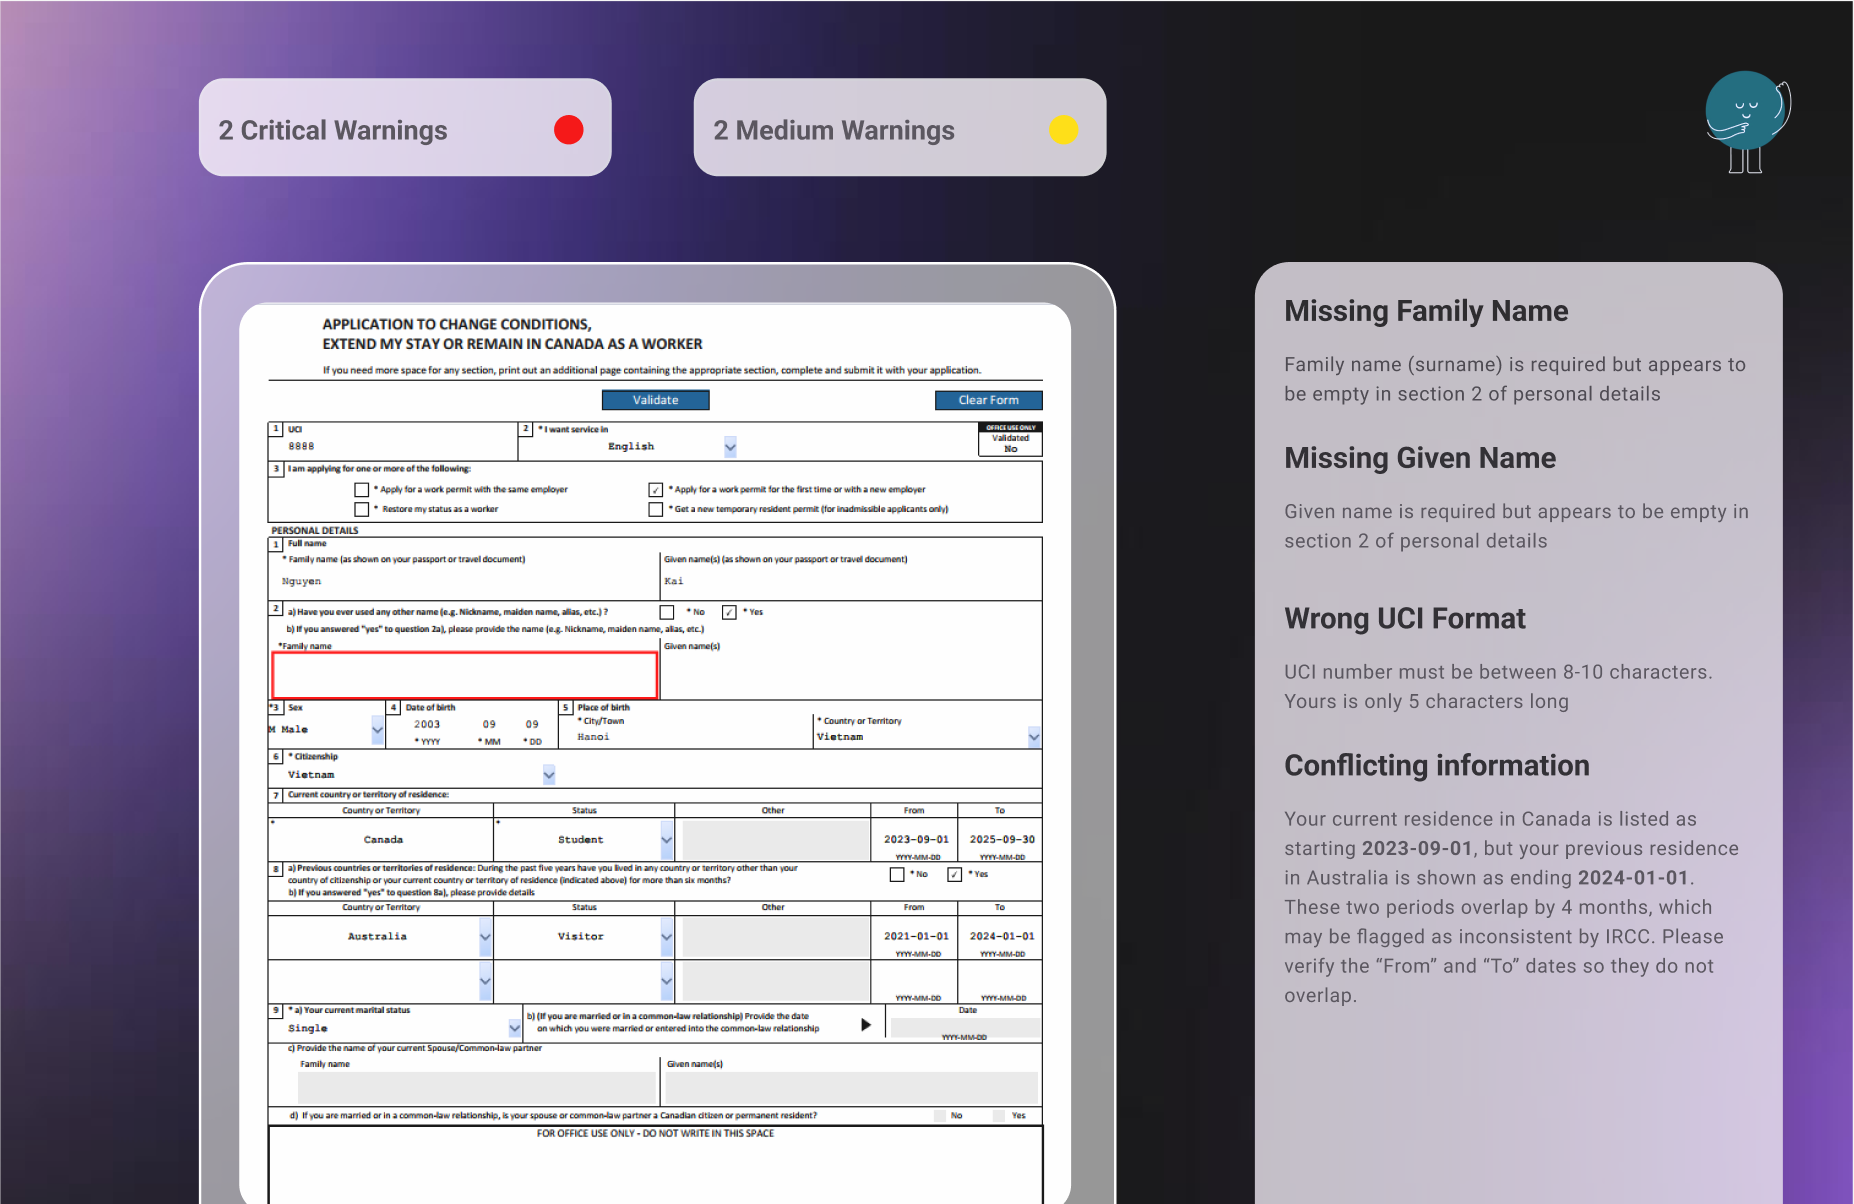 2 Critical Warnings
2 Medium Warnings
APPLICATION TO CHANGE CONDITIONS,
EXTEND MY STAY OR REMAIN IN CANADA AS A WORKER
If you need more space for any section, print out an additional page containing the appropriate section, complete and submit it with your application.
Validate
Clear Form
1 UCI
8888
2 * I want service in
English
OFFICE USE ONLY
Validated
No
3 I am applying for one or more of the following:
* Apply for a work permit with the same employer
✓ * Apply for a work permit for the first time or with a new employer
* Restore my status as a worker
* Get a new temporary resident permit (for inadmissible applicants only)
PERSONAL DETAILS
1 Full name
* Family name (as shown on your passport or travel document)
Given name(s) (as shown on your passport or travel document)
Nguyen
Kai
2 a) Have you ever used any other name (e.g. Nickname, maiden name, alias, etc.) ?
* No ✓ * Yes
b) If you answered "yes" to question 2a), please provide the name (e.g. Nickname, maiden name, alias, etc.)
*Family name
Given name(s)
*3 Sex
M Male
4 Date of birth
2003 09 09
* YYYY * MM * DD
5 Place of birth
* City/Town
Hanoi
* Country or Territory
Vietnam
6 * Citizenship
Vietnam
7 Current country or territory of residence:
Country or Territory Status Other From To
* Canada * Student 2023-09-01 2025-09-30
YYYY-MM-DD YYYY-MM-DD
8 a) Previous countries or territories of residence: During the past five years have you lived in any country or territory other than your
country of citizenship or your current country or territory of residence (indicated above) for more than six months?
* No ✓ * Yes
b) If you answered "yes" to question 8a), please provide details
Country or Territory Status Other From To
Australia Visitor 2021-01-01 2024-01-01
YYYY-MM-DD YYYY-MM-DD
YYYY-MM-DD YYYY-MM-DD
9 * a) Your current marital status
Single
b) (If you are married or in a common-law relationship) Provide the date
on which you were married or entered into the common-law relationship
Date
YYYY-MM-DD
c) Provide the name of your current Spouse/Common-law partner
Family name
Given name(s)
d) If you are married or in a common-law relationship, is your spouse or common-law partner a Canadian citizen or permanent resident?
No Yes
FOR OFFICE USE ONLY - DO NOT WRITE IN THIS SPACE
Missing Family Name
Family name (surname) is required but appears to
be empty in section 2 of personal details
Missing Given Name
Given name is required but appears to be empty in
section 2 of personal details
Wrong UCI Format
UCI number must be between 8-10 characters.
Yours is only 5 characters long
Conflicting information
Your current residence in Canada is listed as
starting 2023-09-01, but your previous residence
in Australia is shown as ending 2024-01-01.
These two periods overlap by 4 months, which
may be flagged as inconsistent by IRCC. Please
verify the “From” and “To” dates so they do not
overlap.